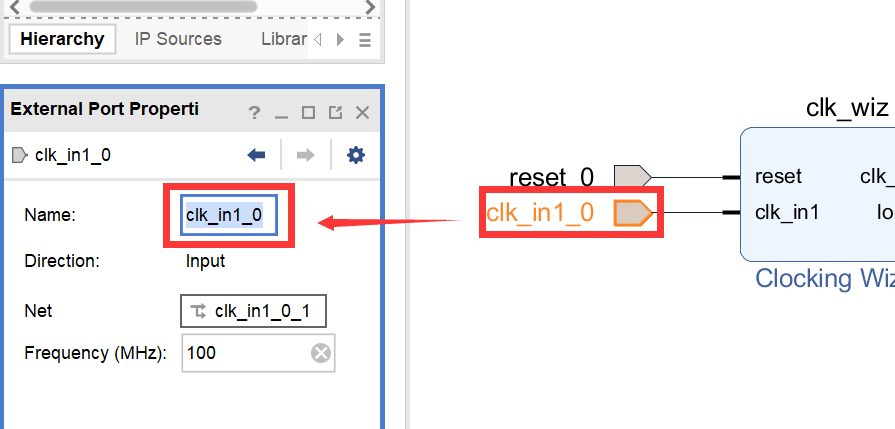 Hierarchy IP Sources Librar
External Port Properti
clk_in1_0
Name: clk_in1_0
Direction: Input
Net clk_in1_0_1
Frequency (MHz): 100
clk_wiz
reset_0 reset clk_
clk_in1_0 clk_in1 lo
Clocking Wiz